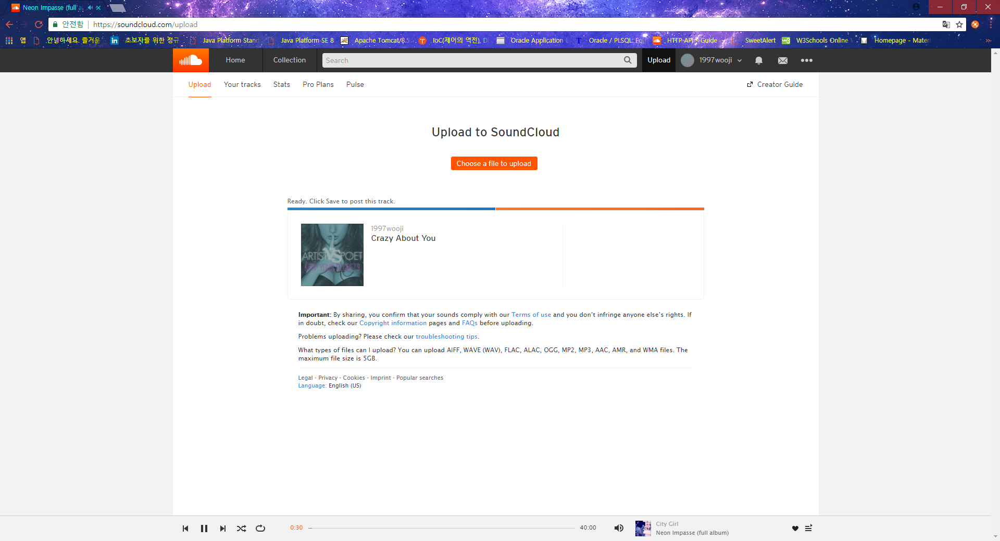 Neon Impasse (full a
안전함 https://soundcloud.com/upload
앱 안녕하세요. 즐거운 초보자를 위한 정규 Java Platform Stand Java Platform SE 8 Apache Tomcat/8.5 IoC(제어의 역전), D Oracle Application Oracle / PLSQL: HTTP API - Guide SweetAlert W3Schools Online Homepage - Mater
Home Collection Search Upload 1997wooji
Upload Your tracks Stats Pro Plans Pulse Creator Guide
Upload to SoundCloud
Choose a file to upload
Ready. Click Save to post this track.
1997wooji
Crazy About You
ARTIST VS POET
KEEP YOUR SECRETS
Important: By sharing, you confirm that your sounds comply with our Terms of use and you don’t infringe anyone else’s rights. If
in doubt, check our Copyright information pages and FAQs before uploading.
Problems uploading? Please check our troubleshooting tips.
What types of files can I upload? You can upload AIFF, WAVE (WAV), FLAC, ALAC, OGG, MP2, MP3, AAC, AMR, and WMA files. The
maximum file size is 5GB.
Legal - Privacy - Cookies - Imprint - Popular searches
Language: English (US)
0:30 40:00 City Girl
Neon Impasse (full album)